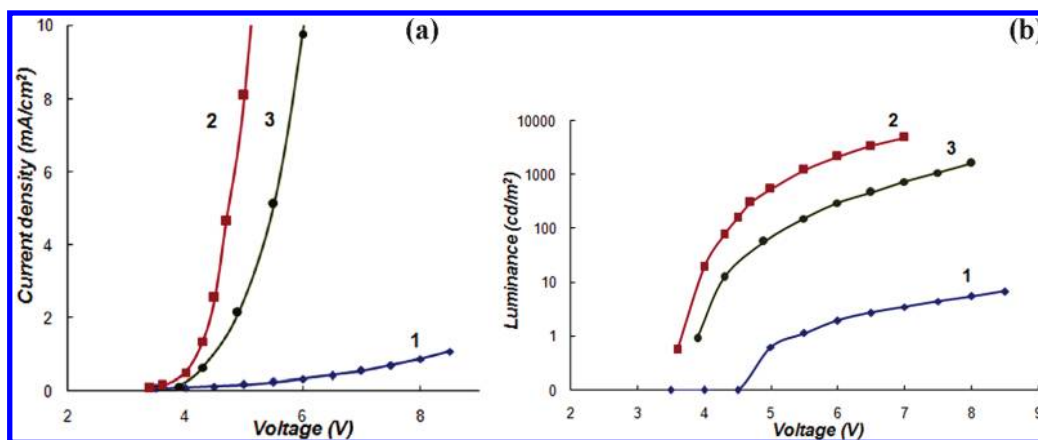 (a)
10
8
6
4
2
0
Current density (mA/cm²)
2
3
1
2 4 6 8
Voltage (V)
(b)
10000
1000
100
10
1
0
Luminance (cd/m²)
2
3
1
2 3 4 5 6 7 8 9
Voltage (V)